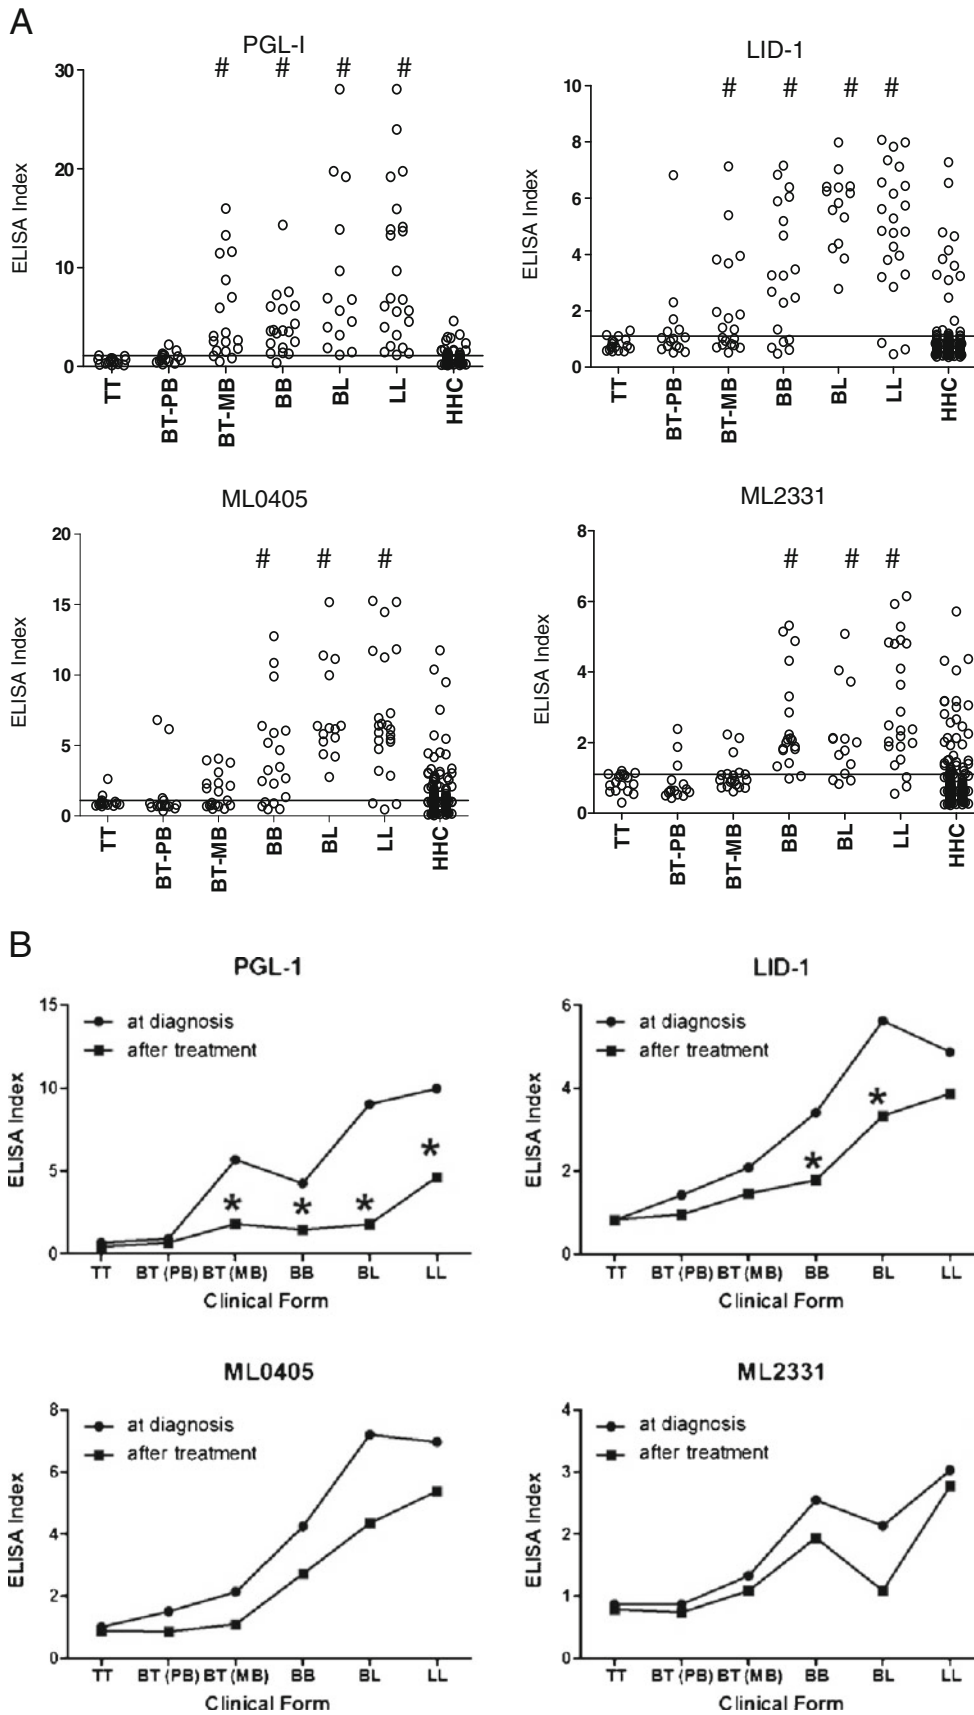 A
PGL-I
# # # #
30
20
10
0
ELISA Index
TT
BT-PB
BT-MB
BB
BL
LL
HHC
LID-1
# # # #
10
8
6
4
2
0
ELISA Index
TT
BT-PB
BT-MB
BB
BL
LL
HHC
ML0405
# # #
20
15
10
5
0
ELISA Index
TT
BT-PB
BT-MB
BB
BL
LL
HHC
ML2331
# # #
8
6
4
2
0
ELISA Index
TT
BT-PB
BT-MB
BB
BL
LL
HHC
B
PGL-1
at diagnosis
after treatment
15
10
5
0
ELISA Index
* * * *
TT BT (PB) BT (MB) BB BL LL
Clinical Form
LID-1
at diagnosis
after treatment
6
4
2
0
ELISA Index
* *
TT BT (PB) BT (MB) BB BL LL
Clinical Form
ML0405
at diagnosis
after treatment
8
6
4
2
0
ELISA Index
TT BT (PB) BT (MB) BB BL LL
Clinical Form
ML2331
at diagnosis
after treatment
4
3
2
1
0
ELISA Index
TT BT (PB) BT (MB) BB BL LL
Clinical Form